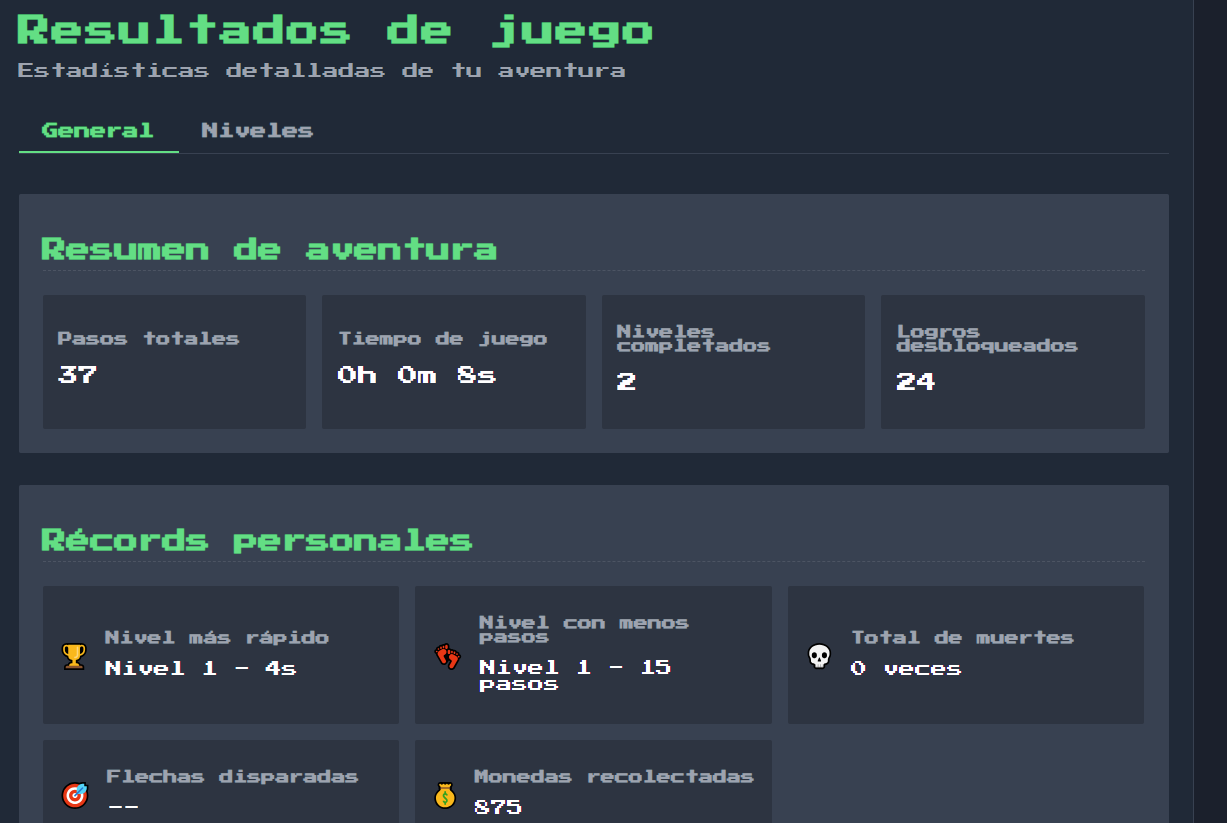 Resultados de juego
Estadísticas detalladas de tu aventura
General
Niveles
Resumen de aventura
Pasos totales
37
Tiempo de juego
0h 0m 8s
Niveles
completados
2
Logros
desbloqueados
24
Récords personales
Nivel más rápido
Nivel 1 - 4s
Nivel con menos
pasos
Nivel 1 - 15
pasos
Total de muertes
0 veces
Flechas disparadas
--
Monedas recolectadas
875